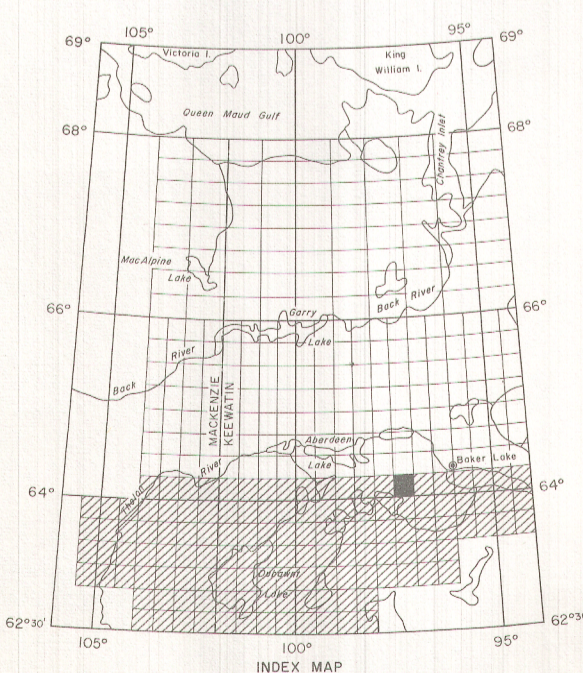 105° 100° 95°
69° 69°
Victoria I. King
William I.
Queen Maud Gulf
68° 68°
Chantrey Inlet
MacAlpine
Lake
Back River
66° 66°
Garry
Lake
Back River
MACKENZIE
KEEWATIN
Aberdeen
Lake
Thelon River
Baker Lake
64° 64°
Dubawnt
Lake
62°30' 62°30'
105° 100° 95°
INDEX MAP